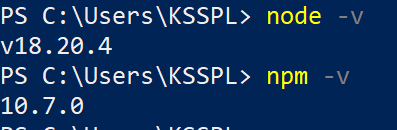 PS C:\Users\KSSPL> node -v
v18.20.4
PS C:\Users\KSSPL> npm -v
10.7.0